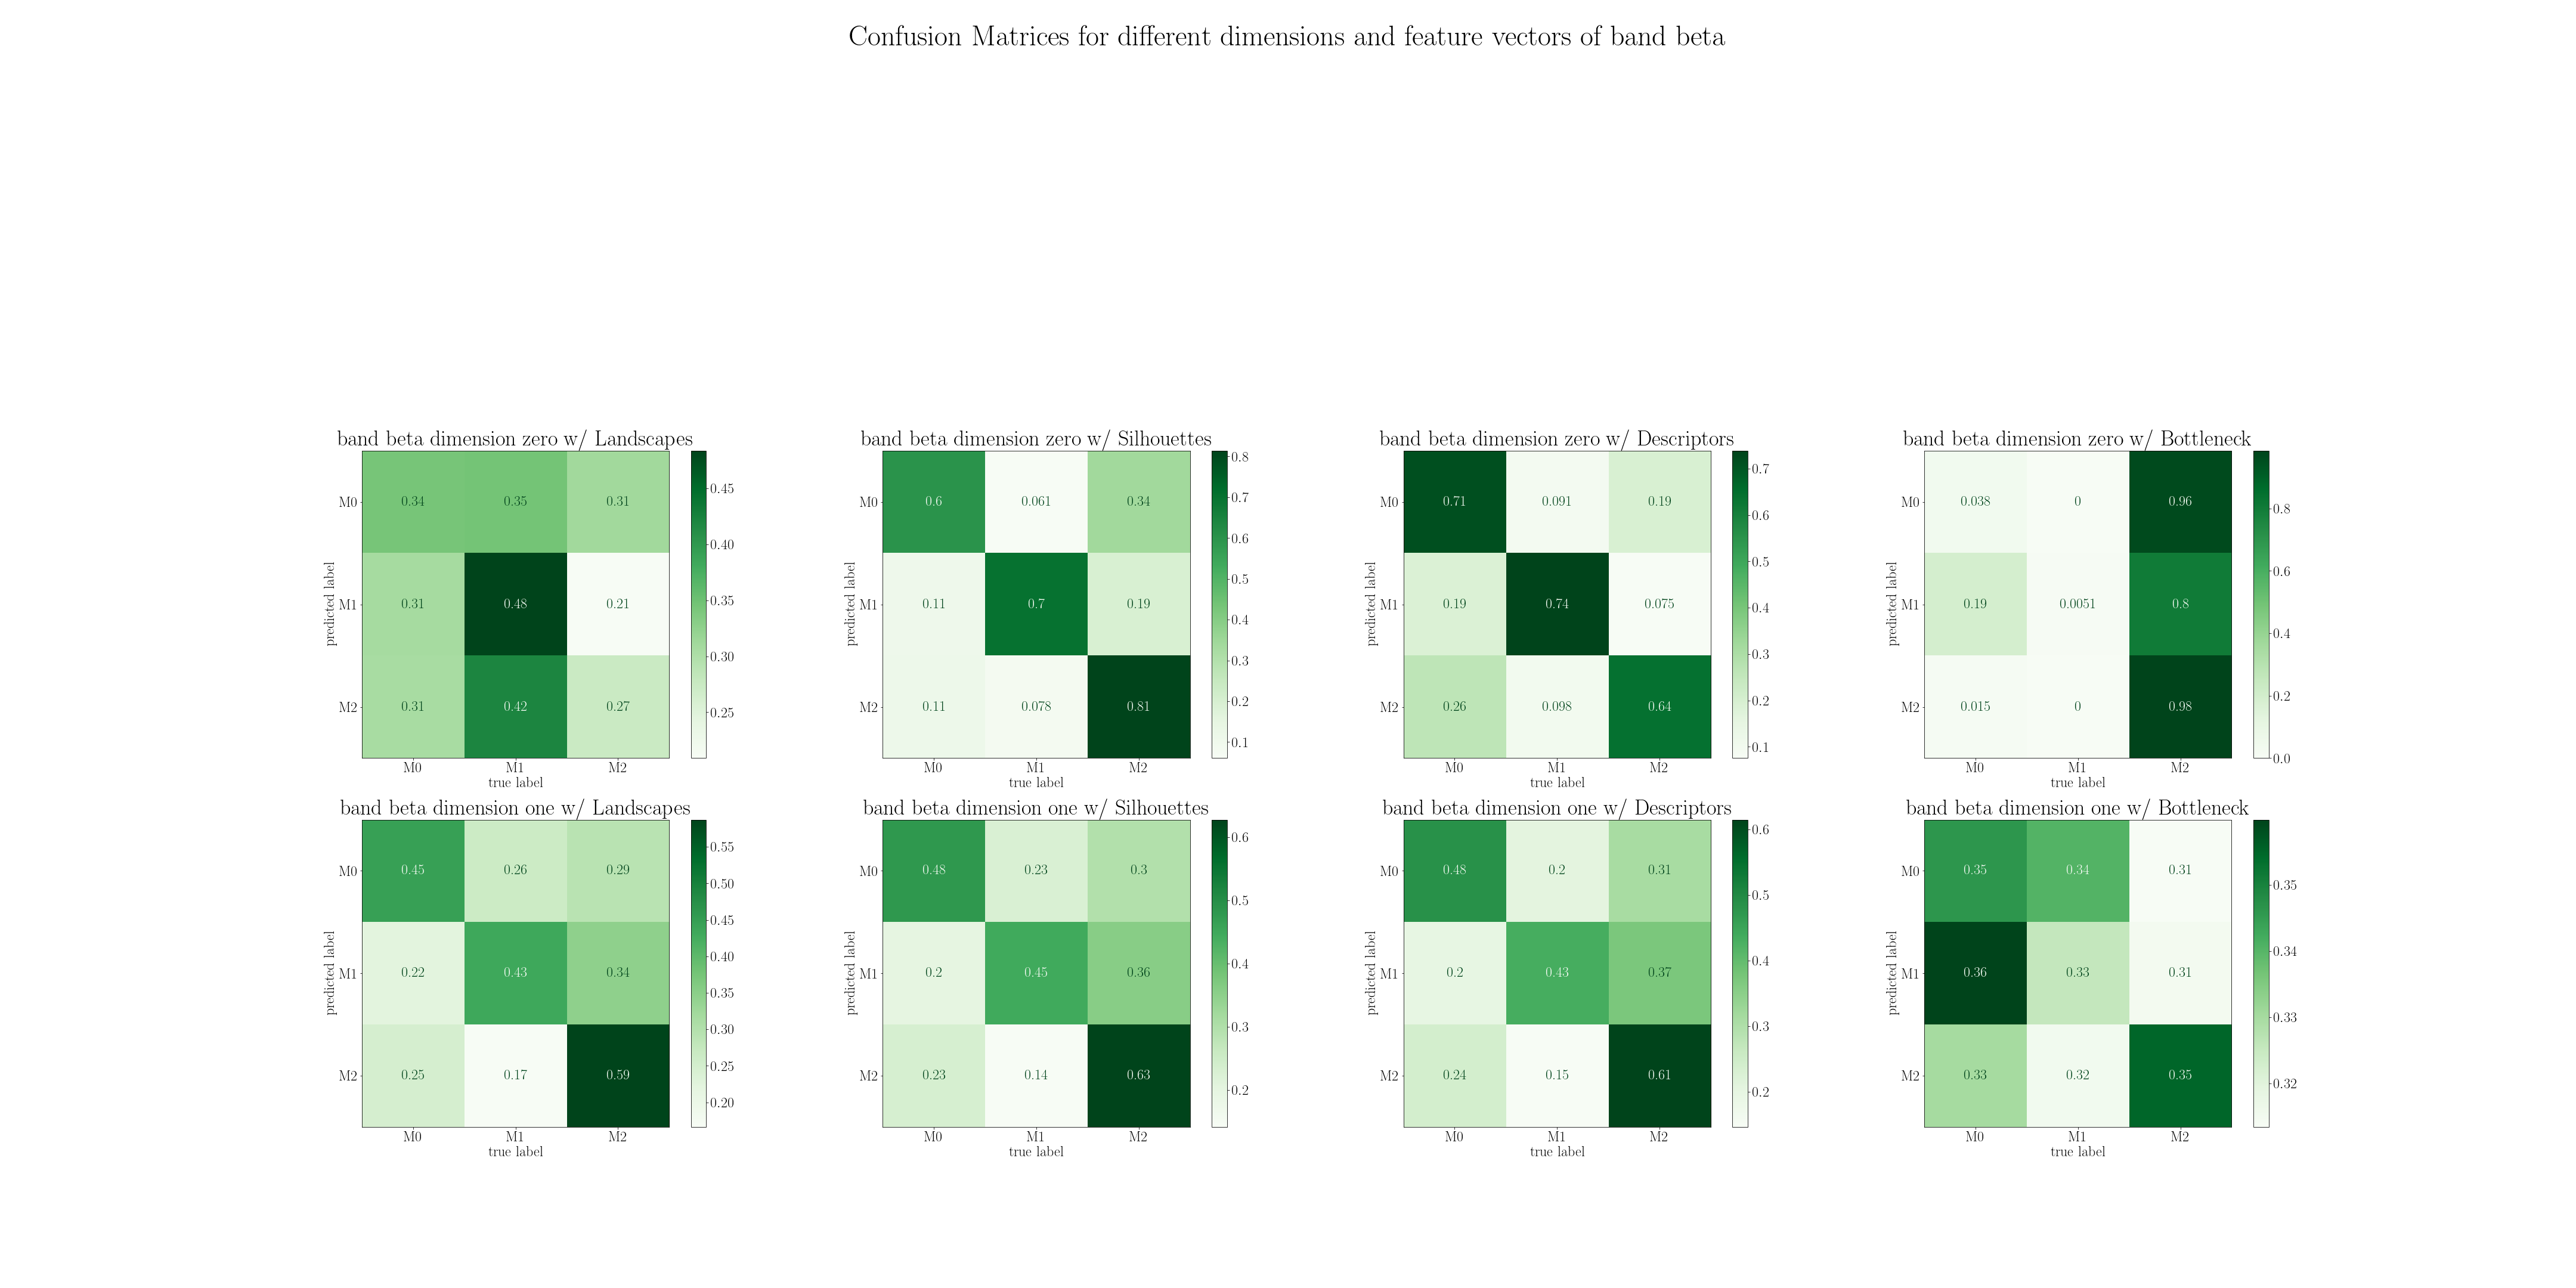 Confusion Matrices for different dimensions and feature vectors of band beta
band beta dimension zero w/ Landscapes
predicted label
M0
0.34 0.35 0.31
M1
0.31 0.48 0.21
M2
0.31 0.42 0.27
M0 M1 M2
true label
0.45
0.40
0.35
0.30
0.25
band beta dimension zero w/ Silhouettes
predicted label
M0
0.6 0.061 0.34
M1
0.11 0.7 0.19
M2
0.11 0.078 0.81
M0 M1 M2
true label
0.8
0.7
0.6
0.5
0.4
0.3
0.2
0.1
band beta dimension zero w/ Descriptors
predicted label
M0
0.71 0.091 0.19
M1
0.19 0.74 0.075
M2
0.26 0.098 0.64
M0 M1 M2
true label
0.7
0.6
0.5
0.4
0.3
0.2
0.1
band beta dimension zero w/ Bottleneck
predicted label
M0
0.038 0 0.96
M1
0.19 0.0051 0.8
M2
0.015 0 0.98
M0 M1 M2
true label
0.8
0.6
0.4
0.2
0.0
band beta dimension one w/ Landscapes
predicted label
M0
0.45 0.26 0.29
M1
0.22 0.43 0.34
M2
0.25 0.17 0.59
M0 M1 M2
true label
0.55
0.50
0.45
0.40
0.35
0.30
0.25
0.20
band beta dimension one w/ Silhouettes
predicted label
M0
0.48 0.23 0.3
M1
0.2 0.45 0.36
M2
0.23 0.14 0.63
M0 M1 M2
true label
0.6
0.5
0.4
0.3
0.2
band beta dimension one w/ Descriptors
predicted label
M0
0.48 0.2 0.31
M1
0.2 0.43 0.37
M2
0.24 0.15 0.61
M0 M1 M2
true label
0.6
0.5
0.4
0.3
0.2
band beta dimension one w/ Bottleneck
predicted label
M0
0.35 0.34 0.31
M1
0.36 0.33 0.31
M2
0.33 0.32 0.35
M0 M1 M2
true label
0.35
0.34
0.33
0.32